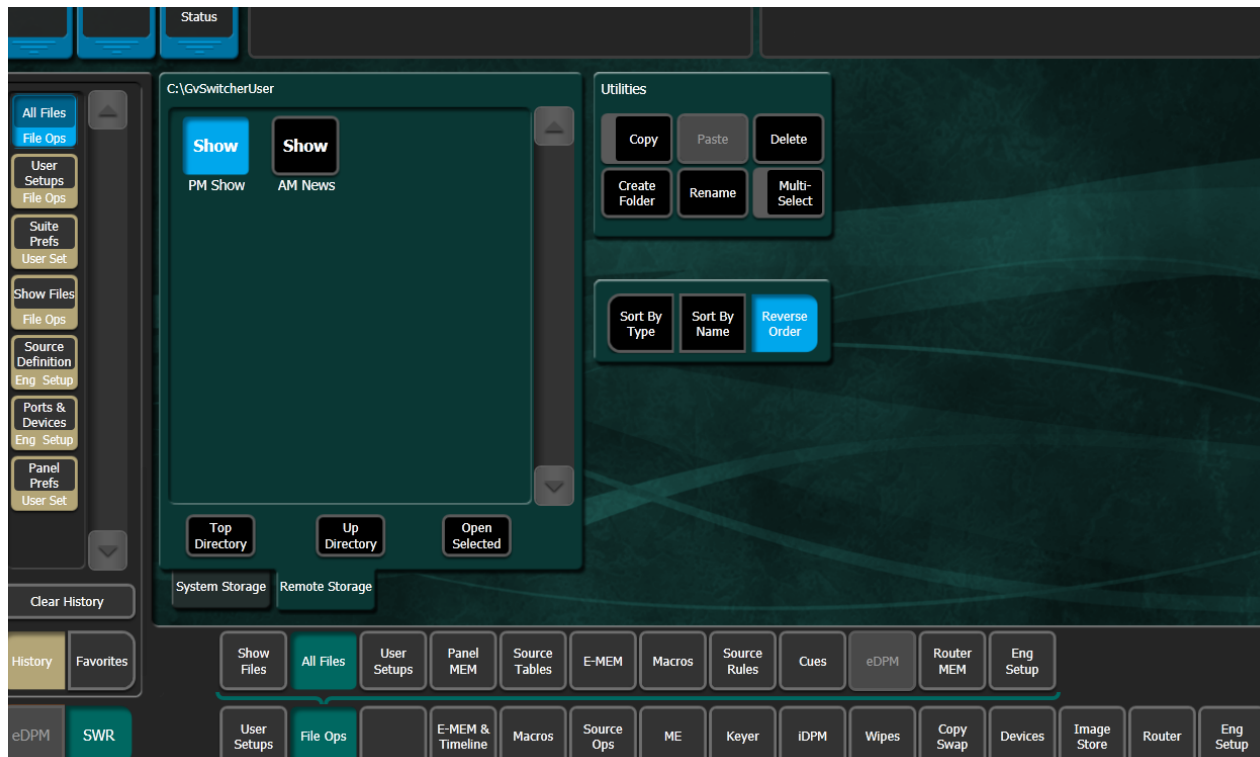 Status
C:\GvSwitcherUser
Utilities
All Files
File Ops
User
Setups
File Ops
Suite
Prefs
User Set
Show Files
File Ops
Source
Definition
Eng Setup
Ports &
Devices
Eng Setup
Panel
Prefs
User Set
Clear History
History
Favorites
Show
PM Show
Show
AM News
Top
Directory
Up
Directory
Open
Selected
System Storage
Remote Storage
Copy
Paste
Delete
Create
Folder
Rename
Multi-
Select
Sort By
Type
Sort By
Name
Reverse
Order
Show
Files
All Files
User
Setups
Panel
MEM
Source
Tables
E-MEM
Macros
Source
Rules
Cues
eDPM
Router
MEM
Eng
Setup
eDPM
SWR
User
Setups
File Ops
E-MEM &
Timeline
Macros
Source
Ops
ME
Keyer
iDPM
Wipes
Copy
Swap
Devices
Image
Store
Router
Eng
Setup